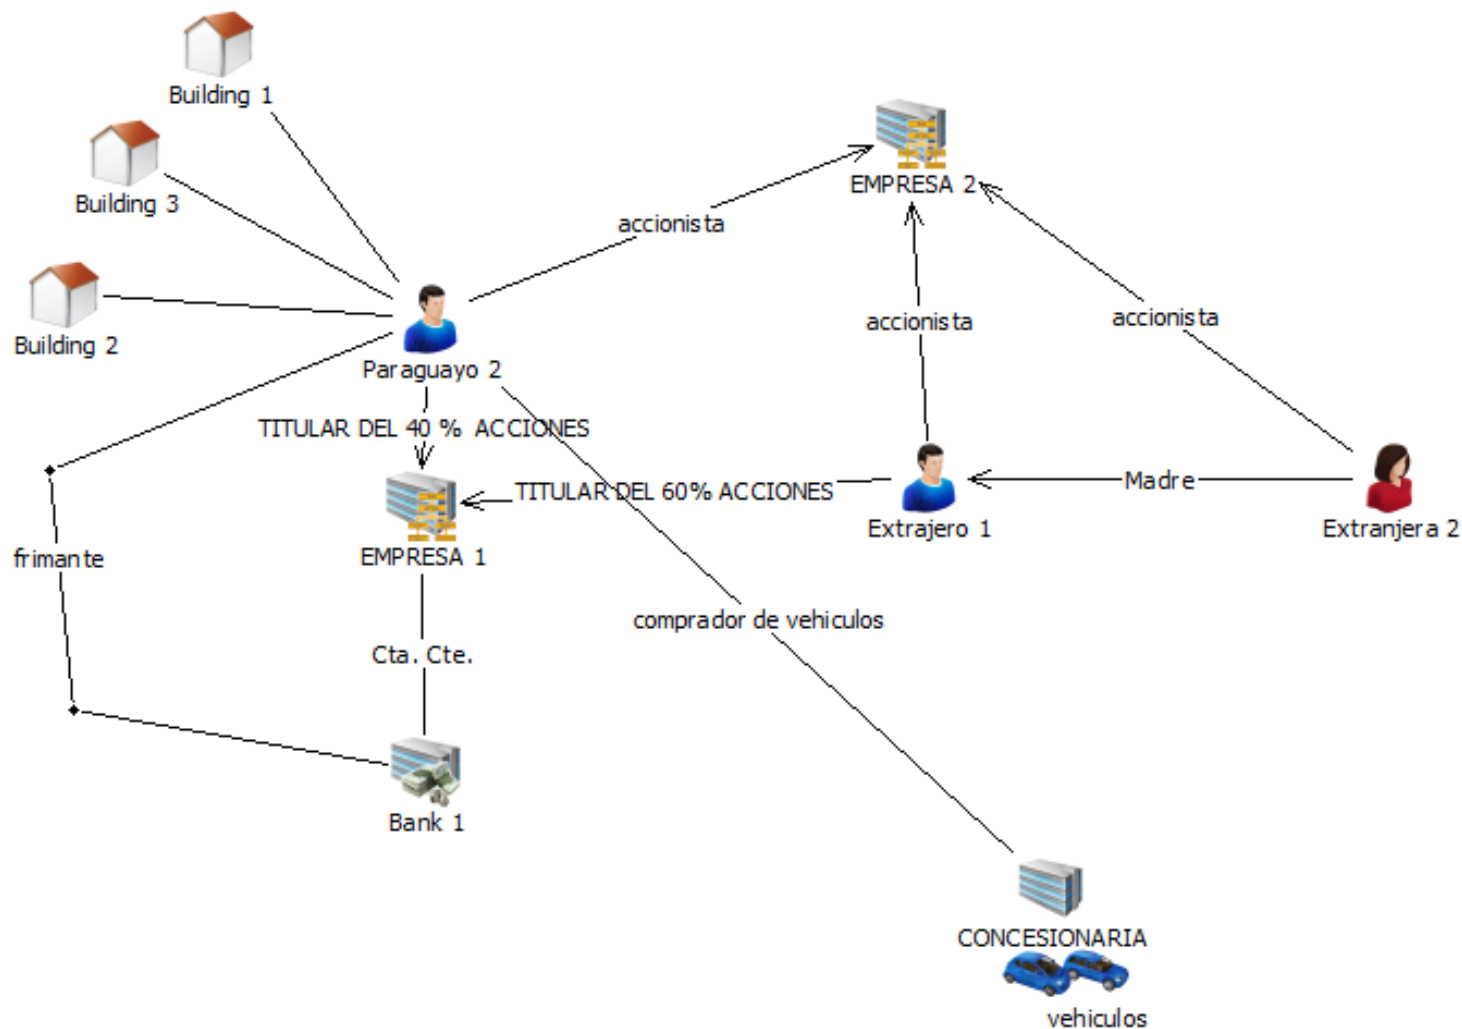 Building 1
Building 3
EMPRESA 2
accionista
accionista
accionista
Building 2
Paraguayo 2
TITULAR DEL 40 % ACCIONES
TITULAR DEL 60% ACCIONES
Madre
Extrajero 1
Extranjera 2
frimante
EMPRESA 1
comprador de vehiculos
Cta. Cte.
Bank 1
CONCESIONARIA
vehiculos